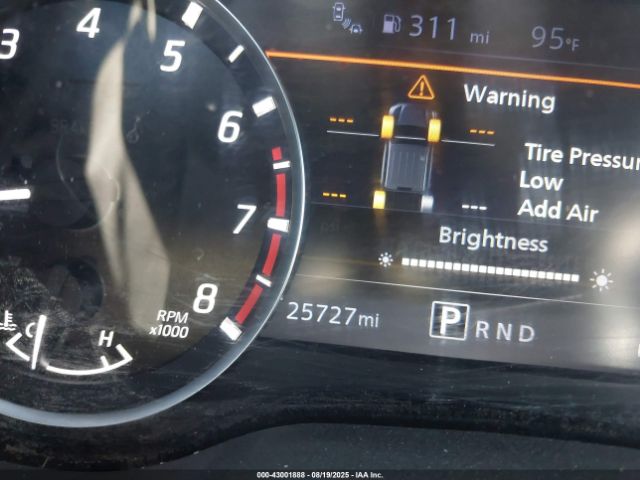 3 4 5 6 7 8
RPM
x1000
C H
311 mi 95°F
Warning
--- ---
Tire Pressu
Low
--- --- Add Air
Brightness
25727mi P R N D
000-43001888 - 08/19/2025 - IAA Inc.